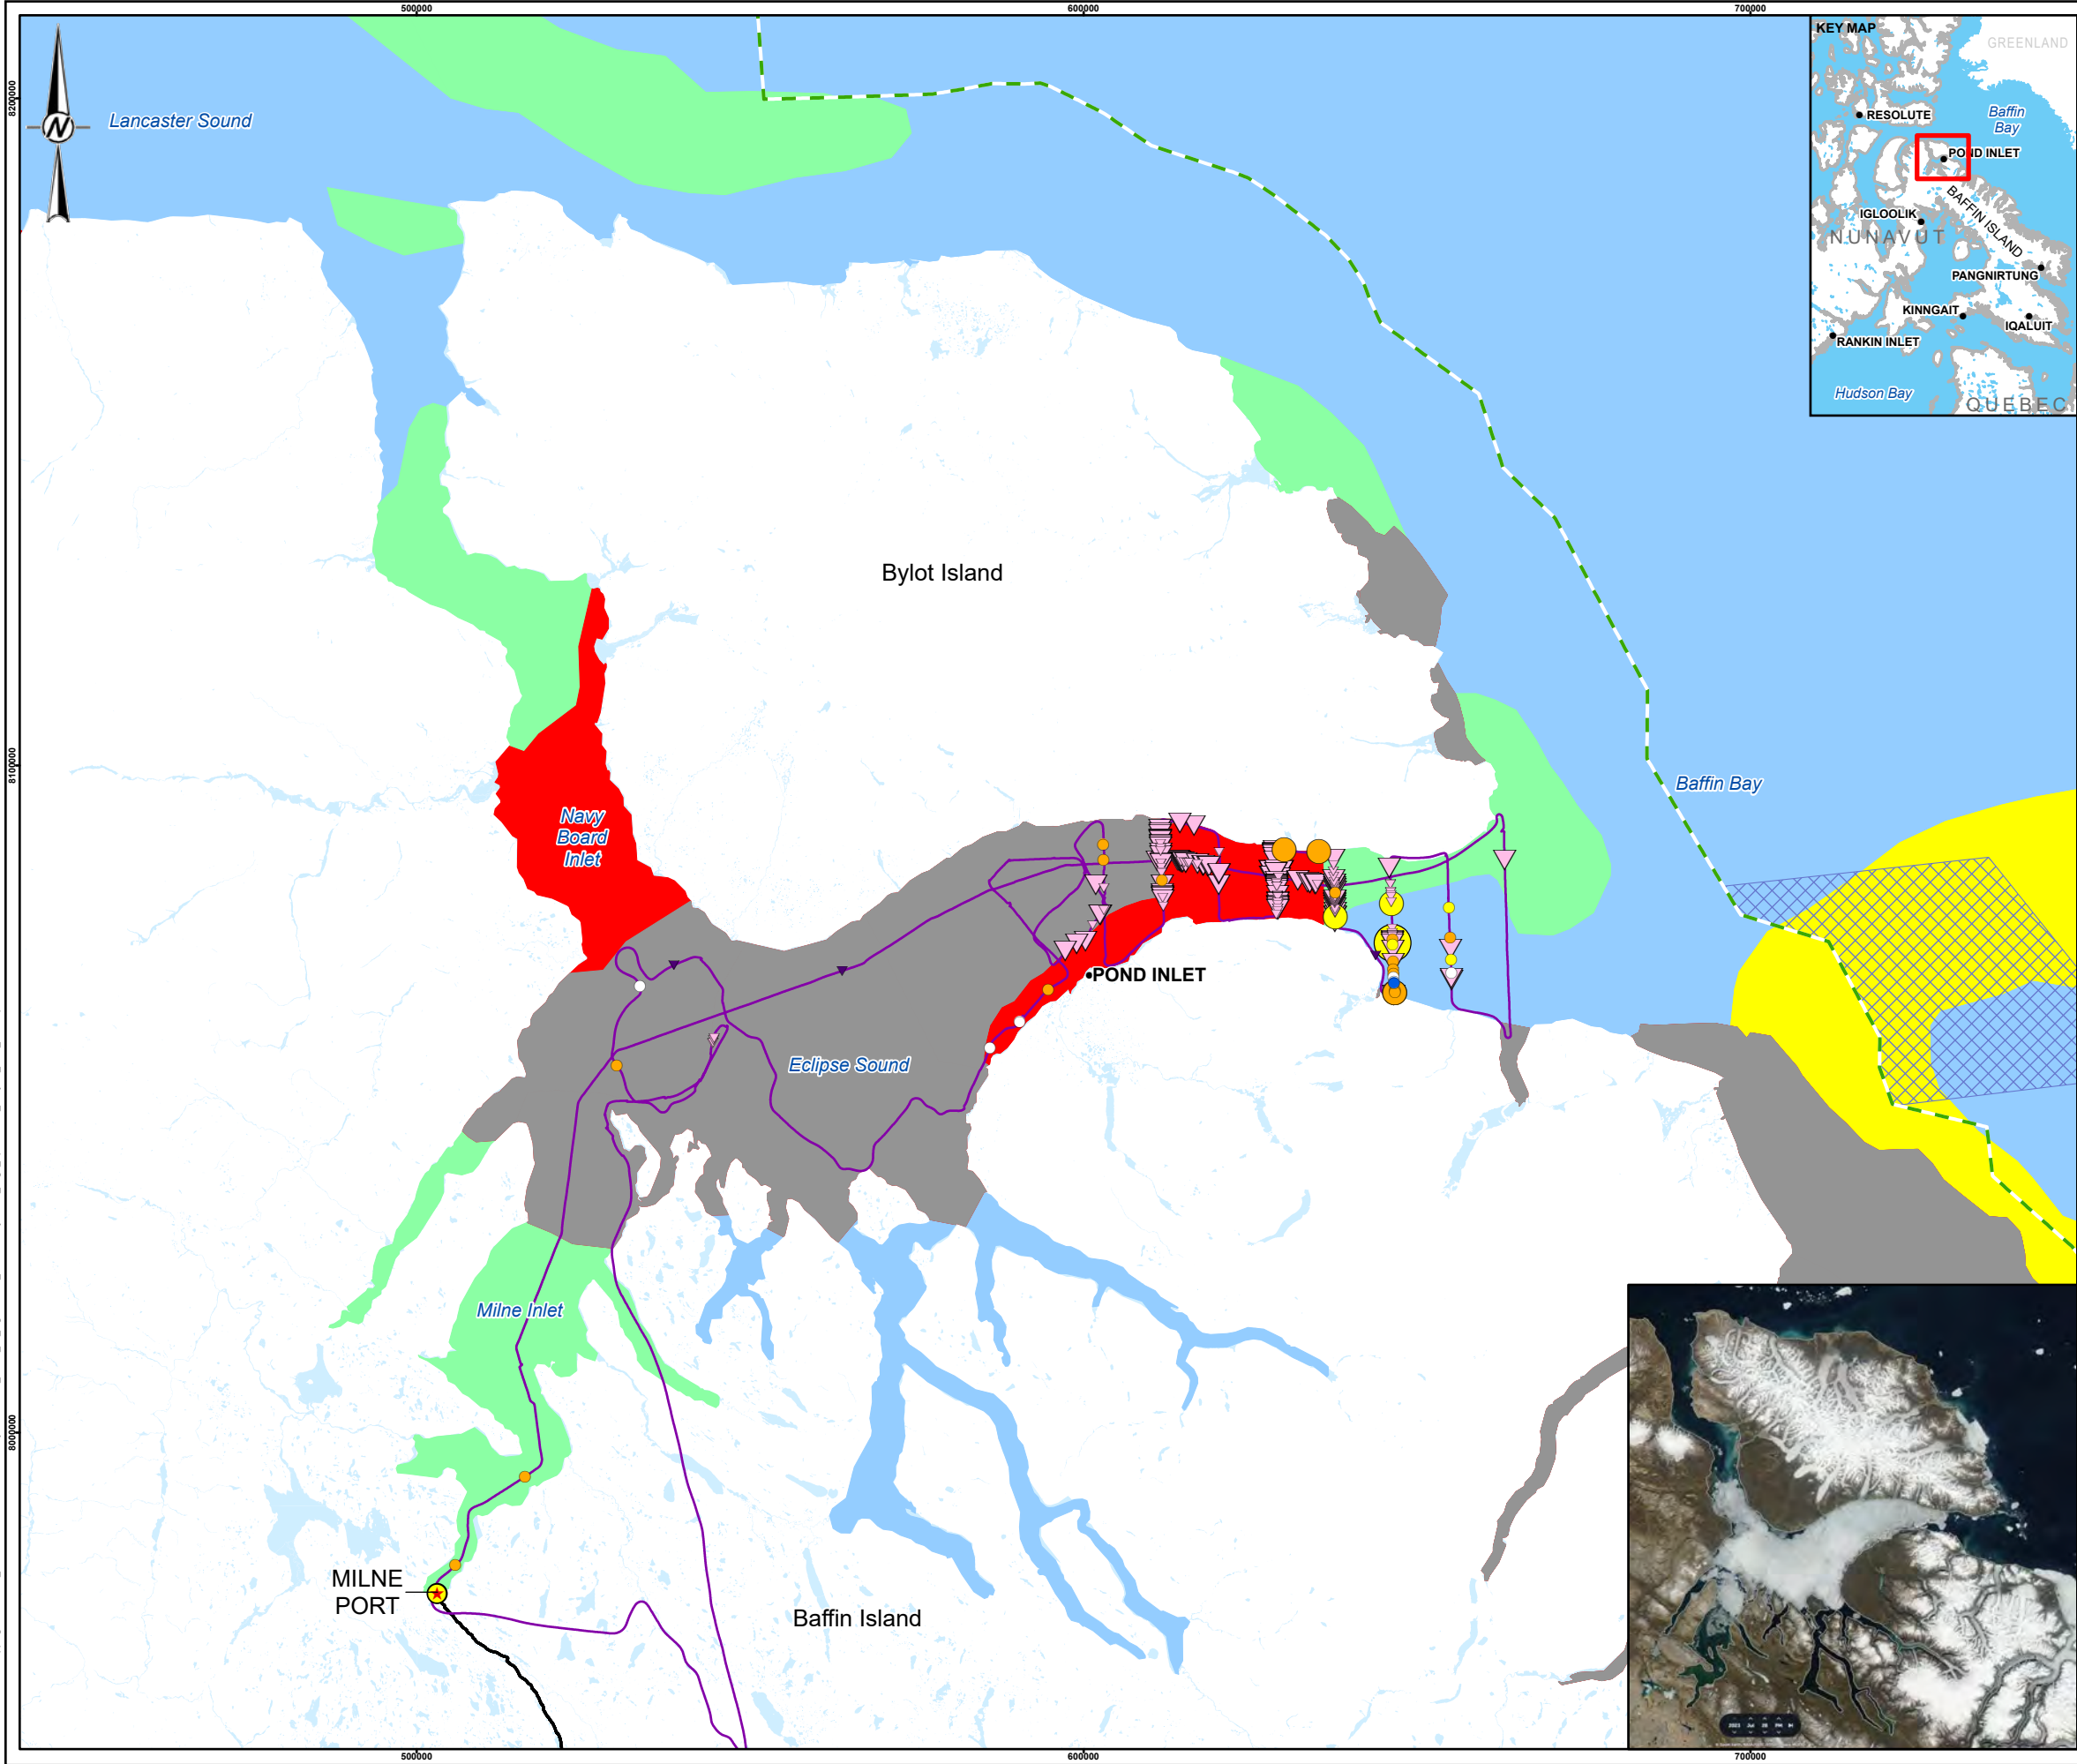 500000
600000
700000
8200000
8100000
8000000
Lancaster Sound
N
KEY MAP
GREENLAND
Baffin
Bay
RESOLUTE
POND INLET
BAFFIN ISLAND
IGLOOLIK
NUNAVUT
PANGNIRTUNG
KINNGAIT
IQALUIT
RANKIN INLET
Hudson Bay
QUEBEC
Bylot Island
Baffin Bay
Navy
Board
Inlet
POND INLET
Eclipse Sound
Milne Inlet
MILNE
PORT
Baffin Island
500000
600000
700000